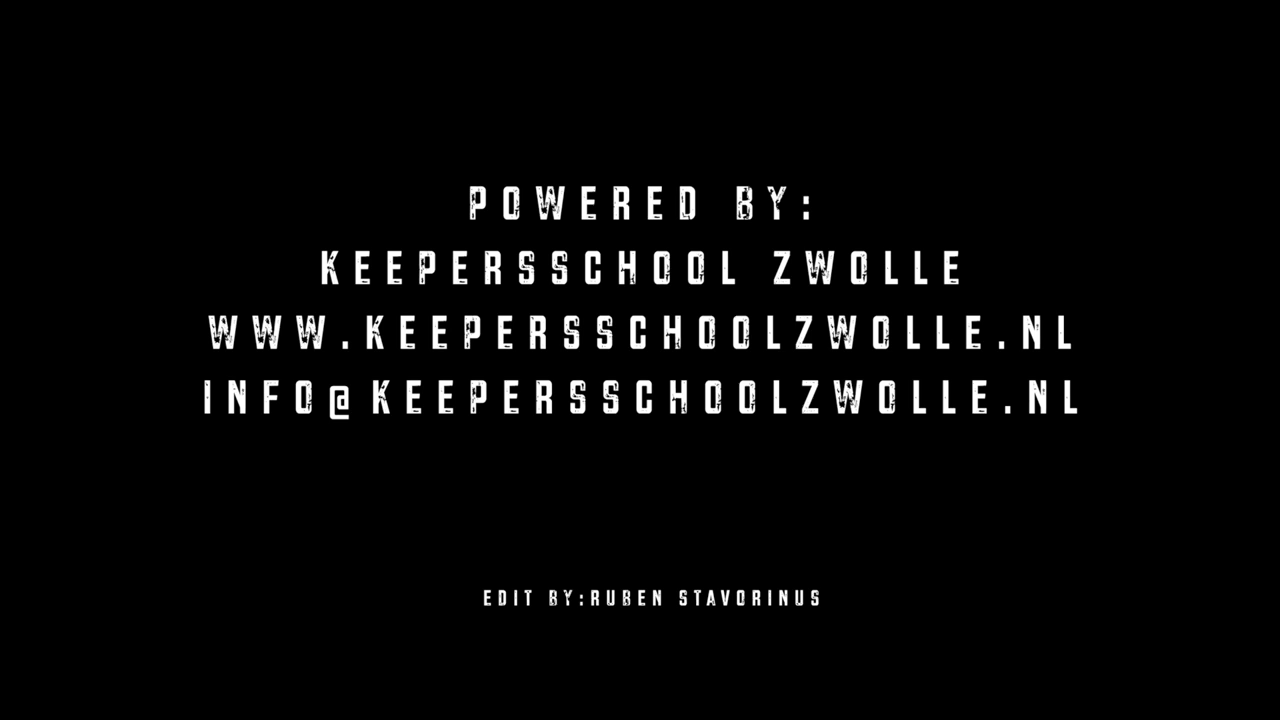 POWERED BY:
KEEPERSSCHOOL ZWOLLE
WWW.KEEPERSSCHOOLZWOLLE.NL
INFO@KEEPERSSCHOOLZWOLLE.NL
EDIT BY:RUBEN STAVORINUS